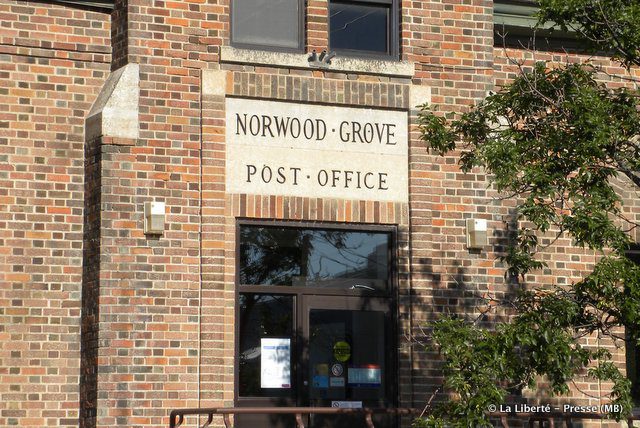 NORWOOD · GROVE
POST · OFFICE
© La Liberté – Presse (MB)